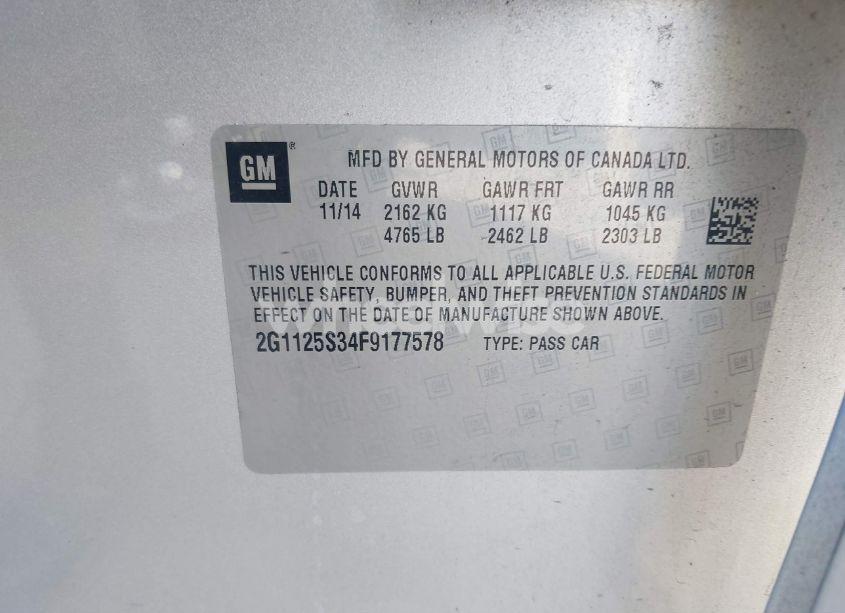 GM ® MFD BY GENERAL MOTORS OF CANADA LTD.
DATE GVWR GAWR FRT GAWR RR
11/14 2162 KG 1117 KG 1045 KG
4765 LB 2462 LB 2303 LB
THIS VEHICLE CONFORMS TO ALL APPLICABLE U.S. FEDERAL MOTOR
VEHICLE SAFETY, BUMPER, AND THEFT PREVENTION STANDARDS IN
EFFECT ON THE DATE OF MANUFACTURE SHOWN ABOVE.
2G1125S34F9177578 TYPE: PASS CAR